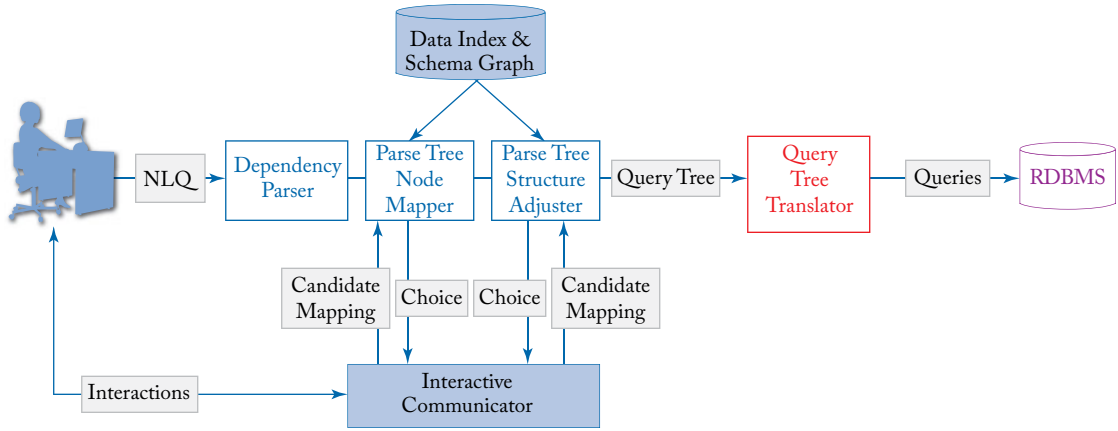 Data Index &
Schema Graph
NLQ
Dependency
Parser
Parse Tree
Node
Mapper
Parse Tree
Structure
Adjuster
Query Tree
Query
Tree
Translator
Queries
RDBMS
Candidate
Mapping
Choice
Choice
Candidate
Mapping
Interactions
Interactive
Communicator